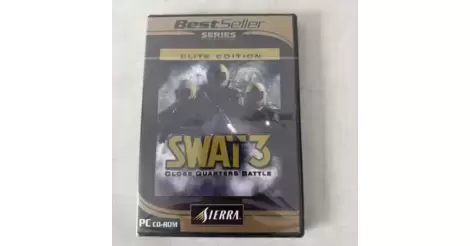 BestSeller
SERIES
ELITE EDITION
SWAT 3
CLOSE QUARTERS BATTLE
PC CD-ROM
SIERRA